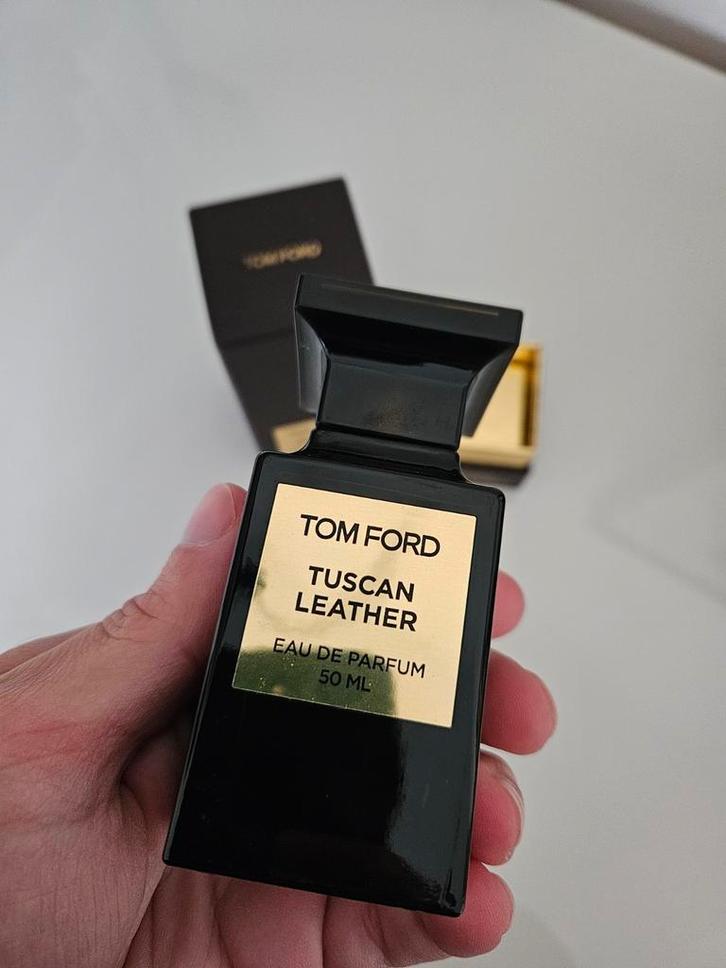 TOM FORD
TOM FORD
TUSCAN
LEATHER
EAU DE PARFUM
50 ML